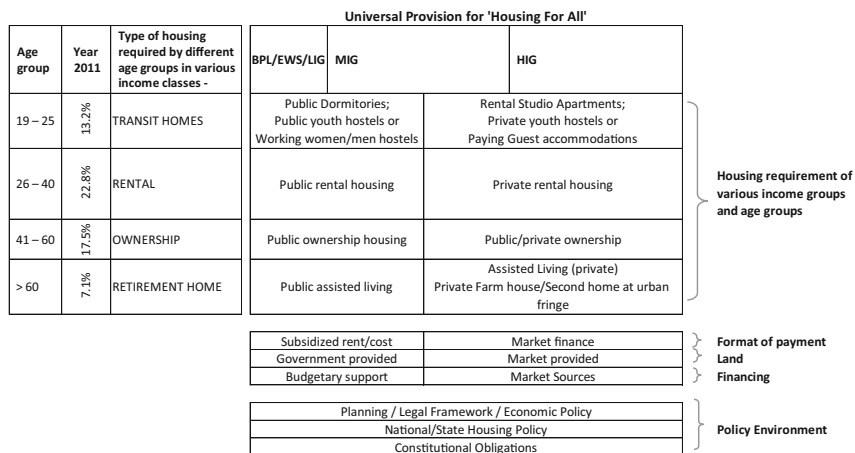 Universal Provision for 'Housing For All'
Age group
Year 2011
Type of housing required by different age groups in various income classes -
BPL/EWS/LIG
MIG
HIG
19 – 25
13.2%
TRANSIT HOMES
Public Dormitories;
Public youth hostels or
Working women/men hostels
Rental Studio Apartments;
Private youth hostels or
Paying Guest accommodations
26 – 40
22.8%
RENTAL
Public rental housing
Private rental housing
41 – 60
17.5%
OWNERSHIP
Public ownership housing
Public/private ownership
> 60
7.1%
RETIREMENT HOME
Public assisted living
Assisted Living (private)
Private Farm house/Second home at urban
fringe
Housing requirement of
various income groups
and age groups
Subsidized rent/cost
Market finance
Format of payment
Government provided
Market provided
Land
Budgetary support
Market Sources
Financing
Planning / Legal Framework / Economic Policy
National/State Housing Policy
Constitutional Obligations
Policy Environment